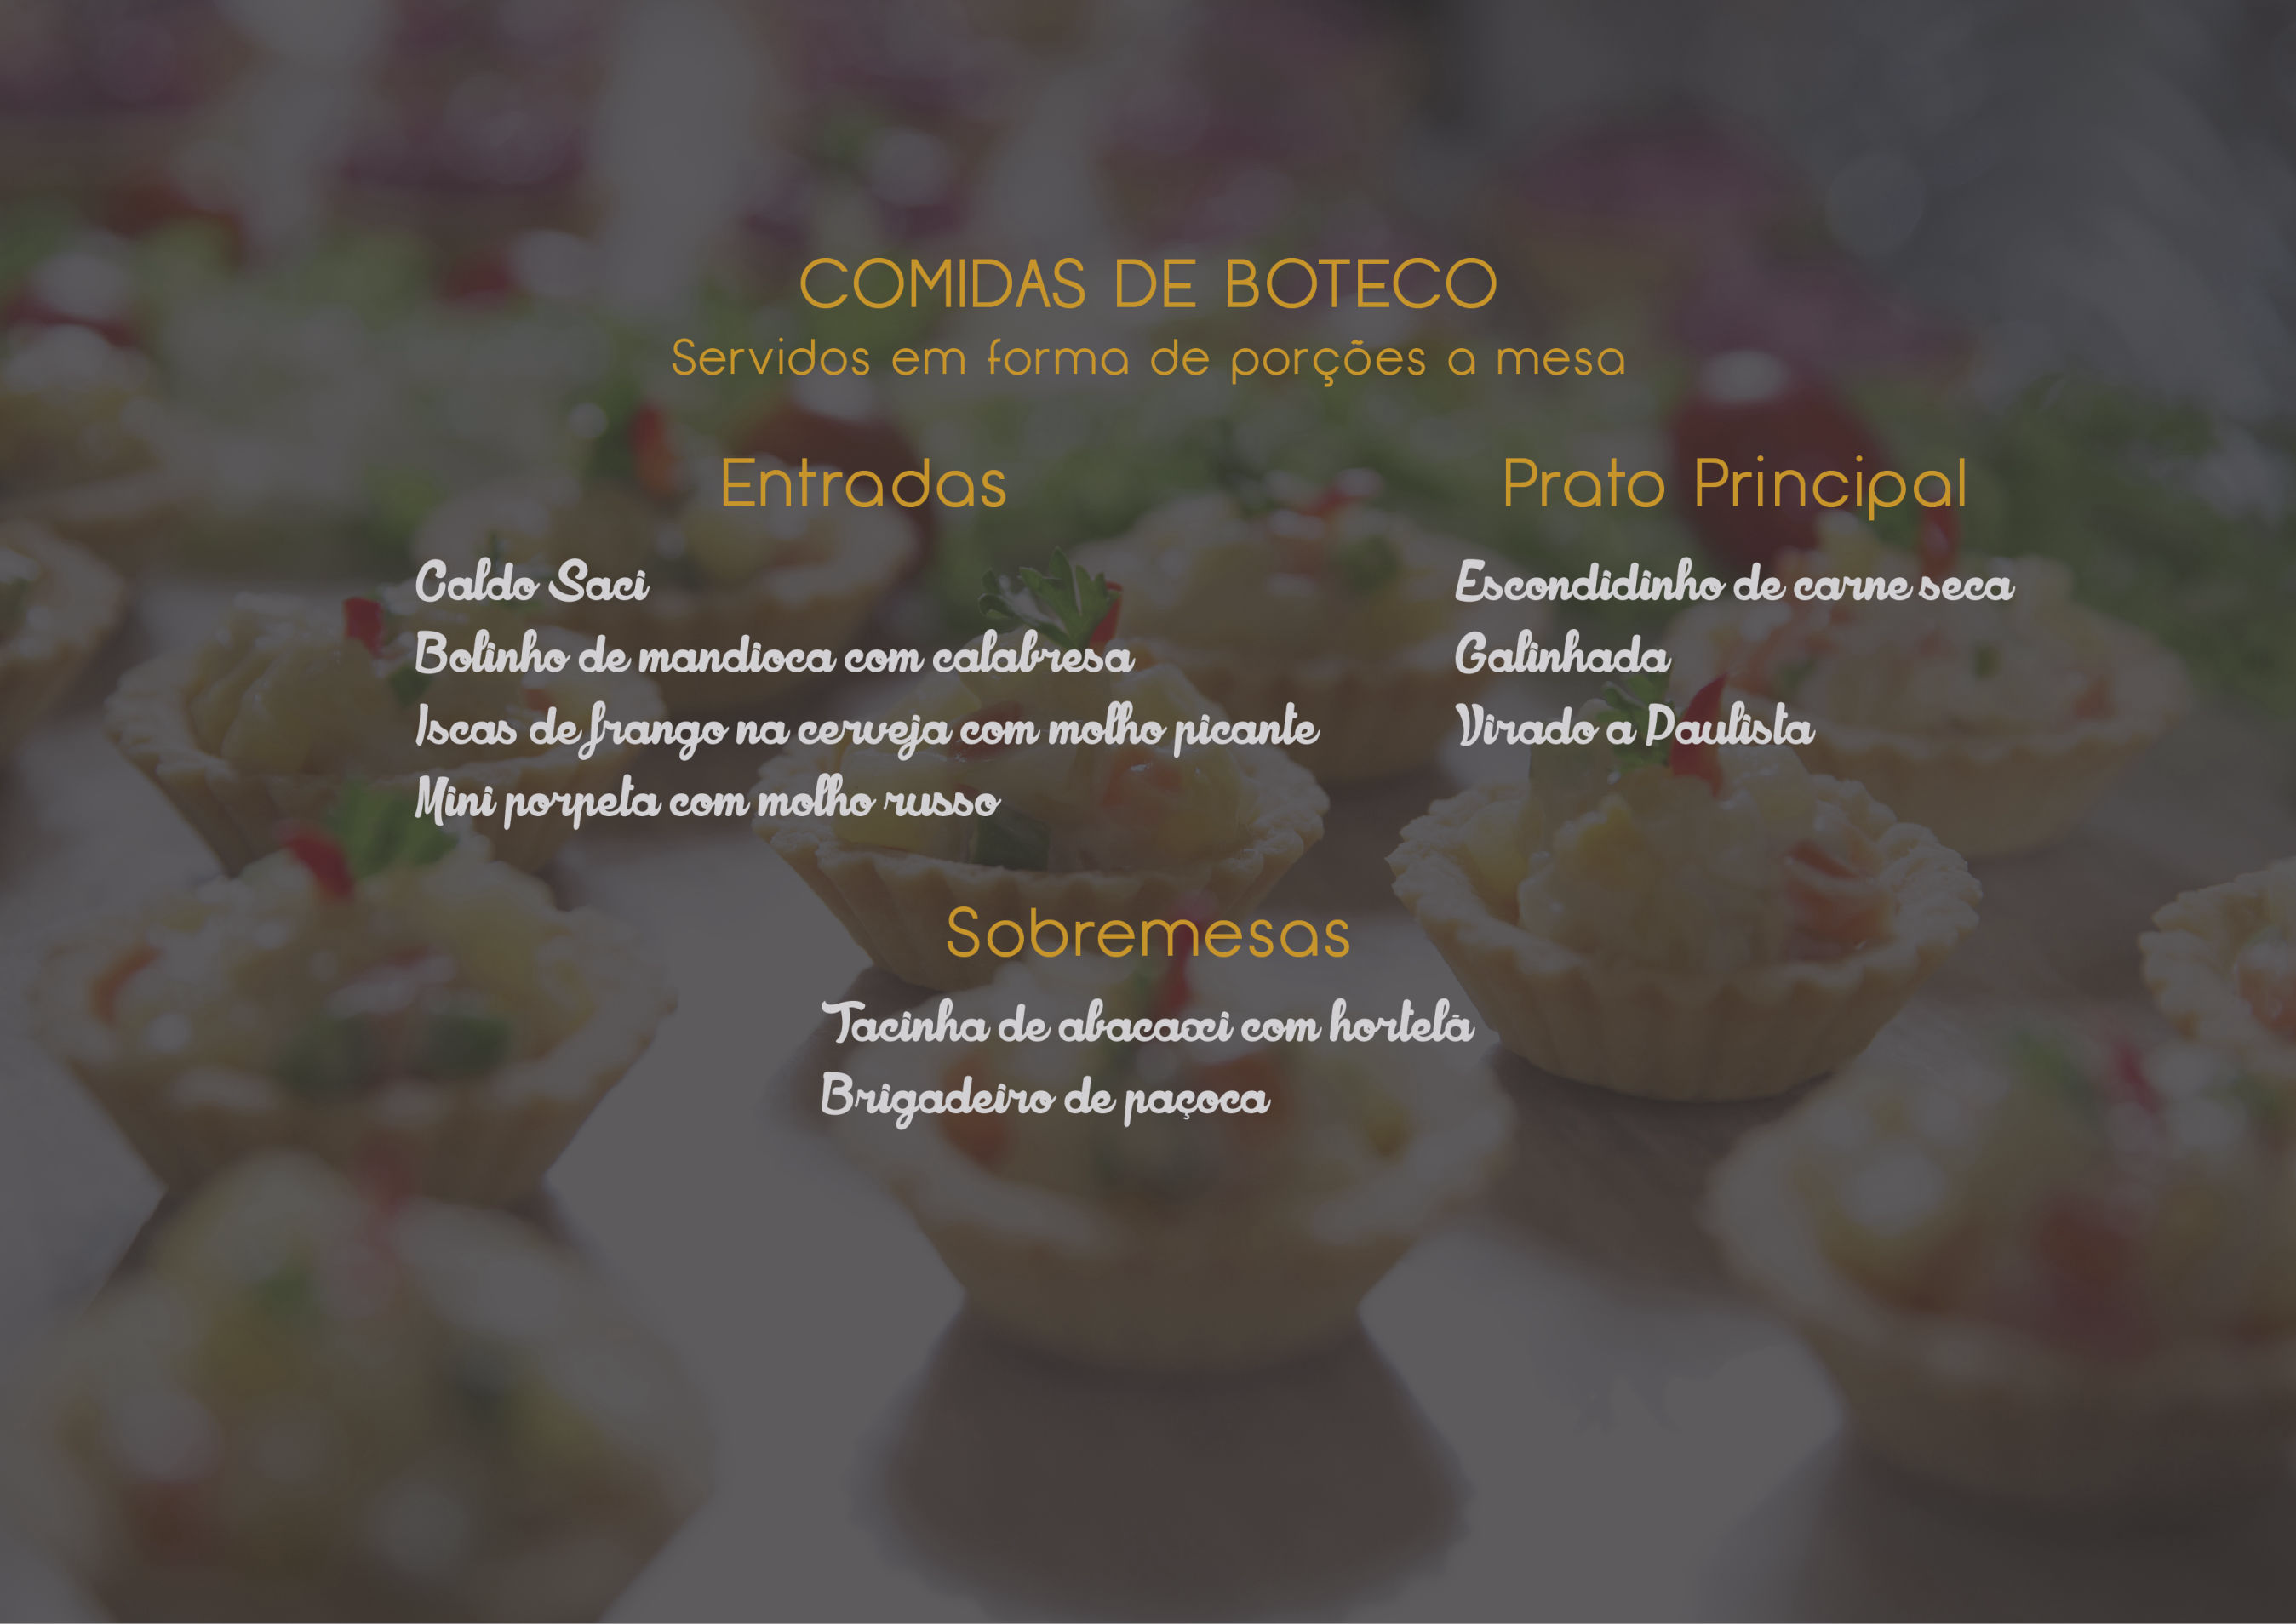 COMIDAS DE BOTECO
Servidos em forma de porções a mesa
Entradas
Caldo Saci
Bolinho de mandioca com calabresa
Iscas de frango na cerveja com molho picante
Mini porpeta com molho russo
Prato Principal
Escondidinho de carne seca
Galinhada
Virado a Paulista
Sobremesas
Tacinha de abacaxi com hortelã
Brigadeiro de paçoca